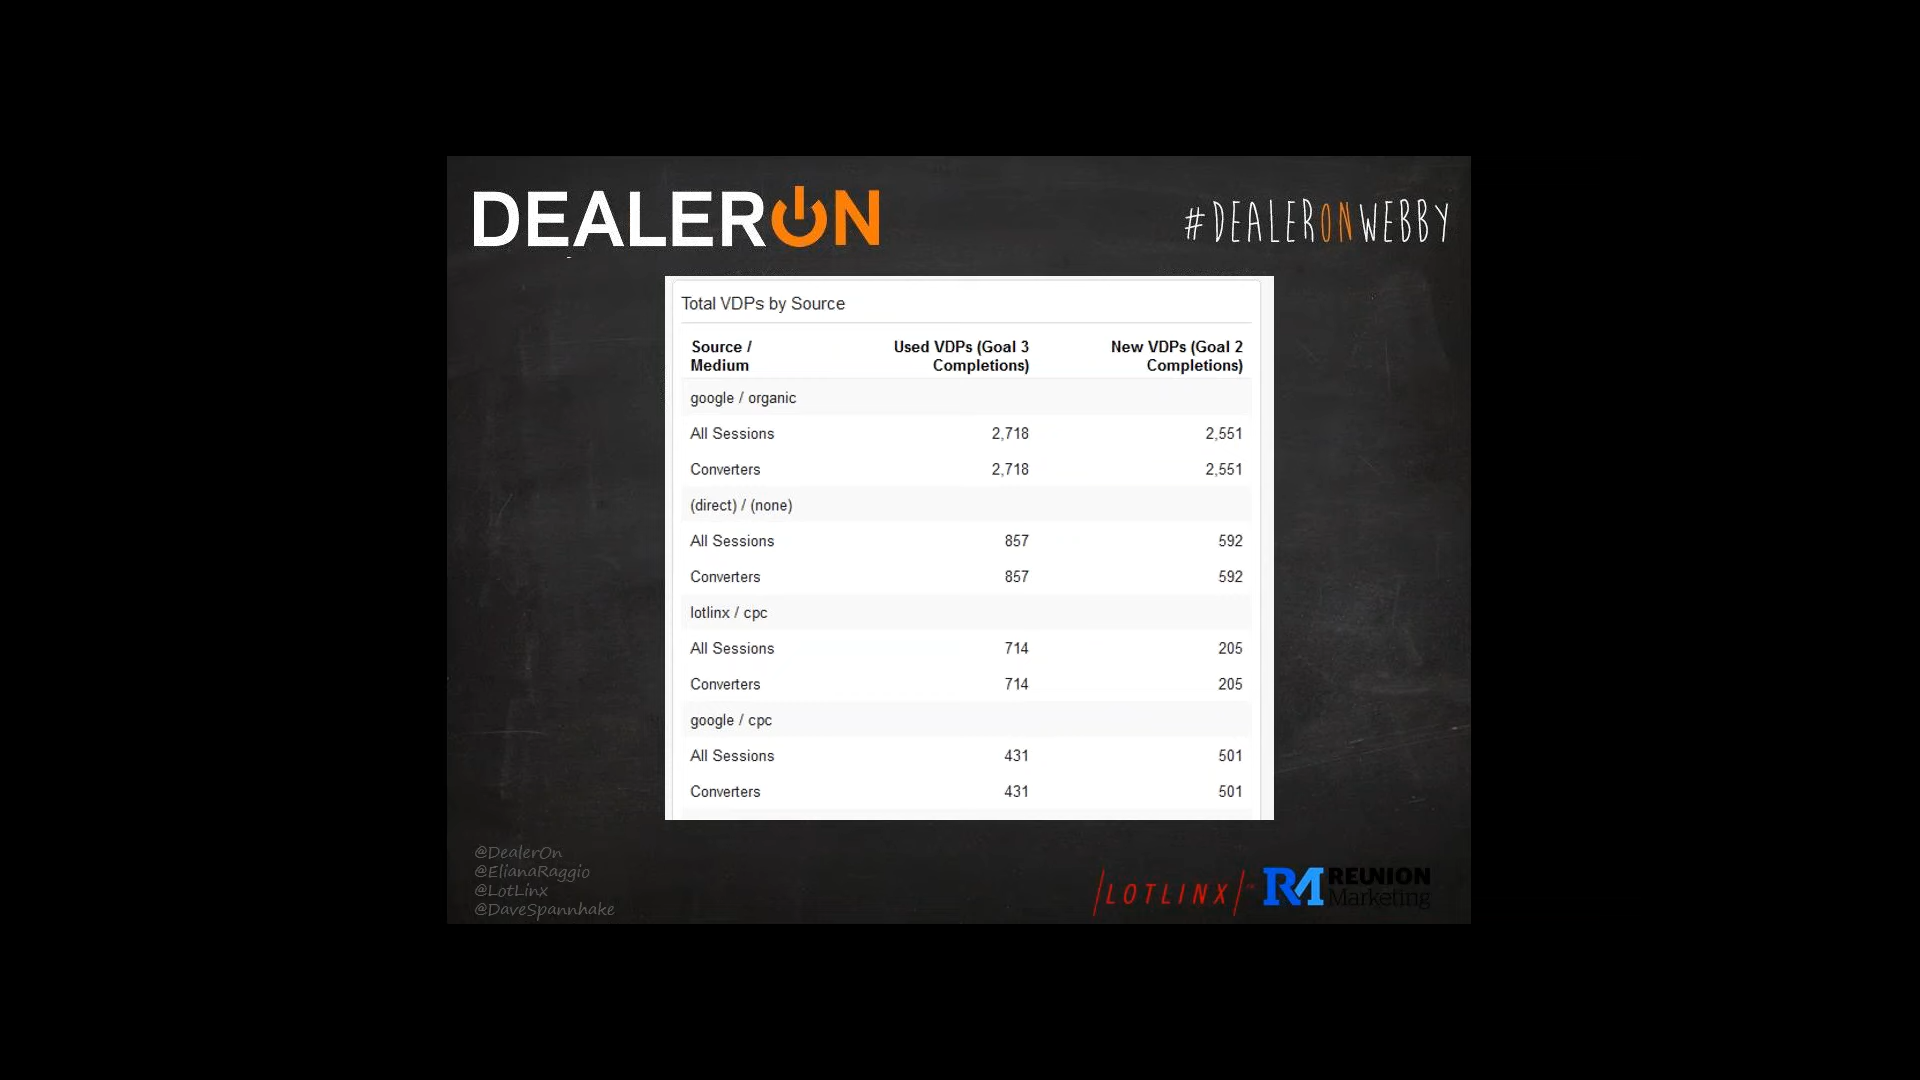 DEALERON
#DEALERONWEBBY
Total VDPs by Source
Source / Medium Used VDPs (Goal 3 Completions) New VDPs (Goal 2 Completions)
google / organic
All Sessions 2,718 2,551
Converters 2,718 2,551
(direct) / (none)
All Sessions 857 592
Converters 857 592
lotlinx / cpc
All Sessions 714 205
Converters 714 205
google / cpc
All Sessions 431 501
Converters 431 501
@DealerOn
@ElianaRaggio
@LotLinx
@DaveSpannhake
LOTLINX
RM REUNION
Marketing